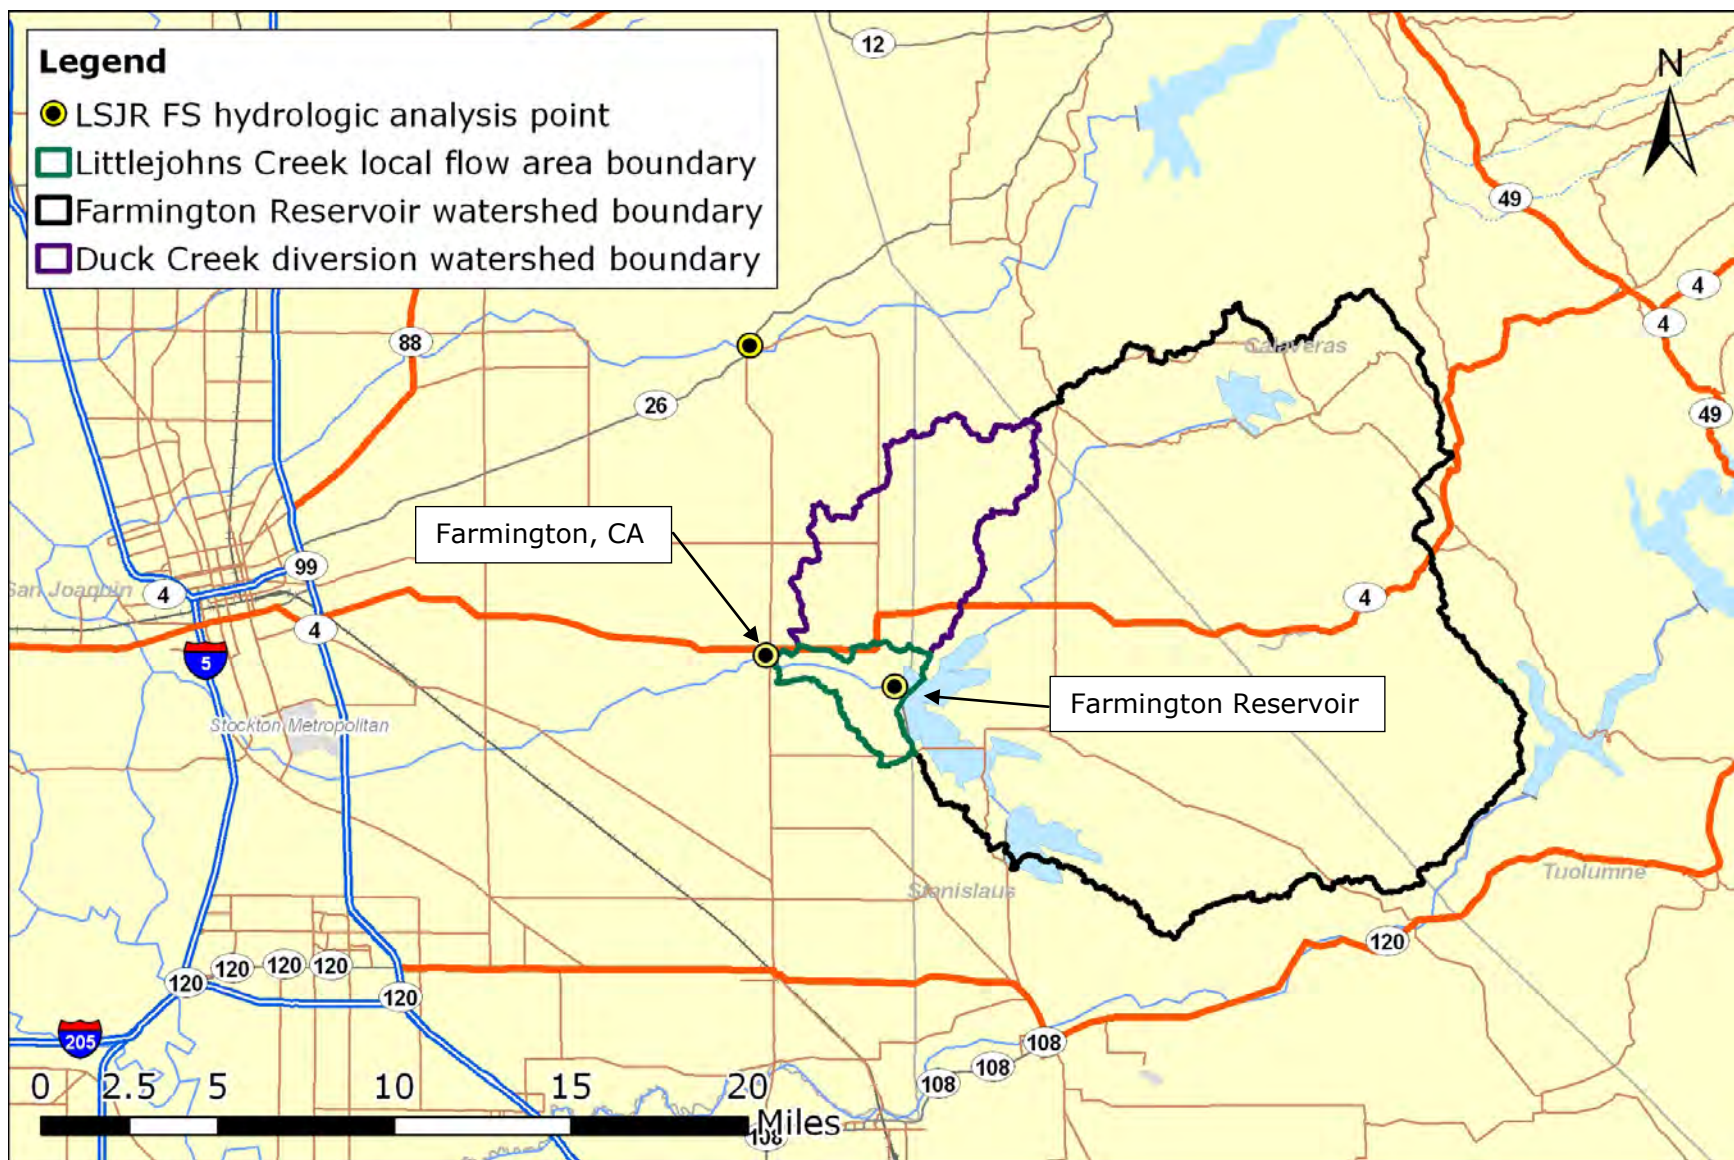 Legend
LSJR FS hydrologic analysis point
Littlejohns Creek local flow area boundary
Farmington Reservoir watershed boundary
Duck Creek diversion watershed boundary
12
N
49
4
4
88
Calaveras
26
49
Farmington, CA
99
San Joaquin
4
4
4
5
Farmington Reservoir
Stockton Metropolitan
Tuolumne
Stanislaus
120
120
120
120
120
120
205
108
108
108
0 2.5 5 10 15 20
Miles
108